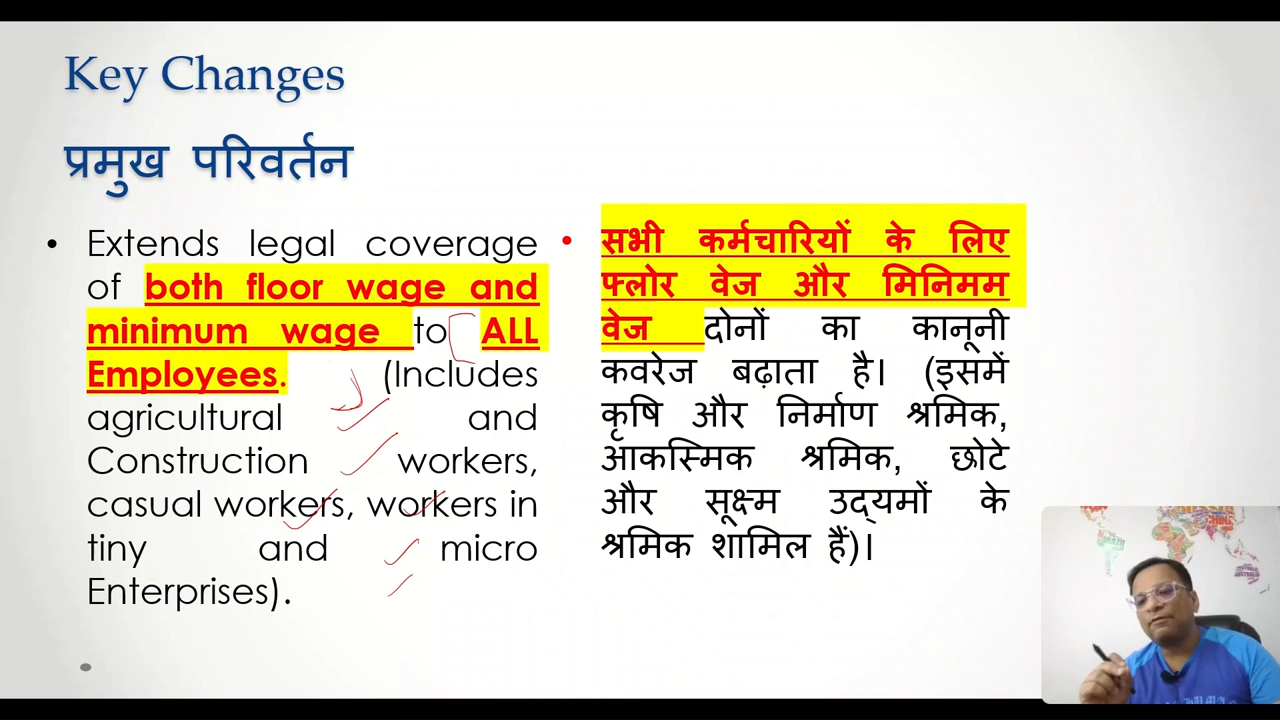 Key Changes
प्रमुख परिवर्तन
• Extends legal coverage
of both floor wage and
minimum wage to ALL
Employees. (Includes
agricultural and
Construction workers,
casual workers, workers in
tiny and micro
Enterprises).
• सभी कर्मचारियों के लिए
फ्लोर वेज और मिनिमम
वेज दोनों का कानूनी
कवरेज बढ़ाता है। (इसमें
कृषि और निर्माण श्रमिक,
आकस्मिक श्रमिक, छोटे
और सूक्ष्म उद्यमों के
श्रमिक शामिल हैं)।